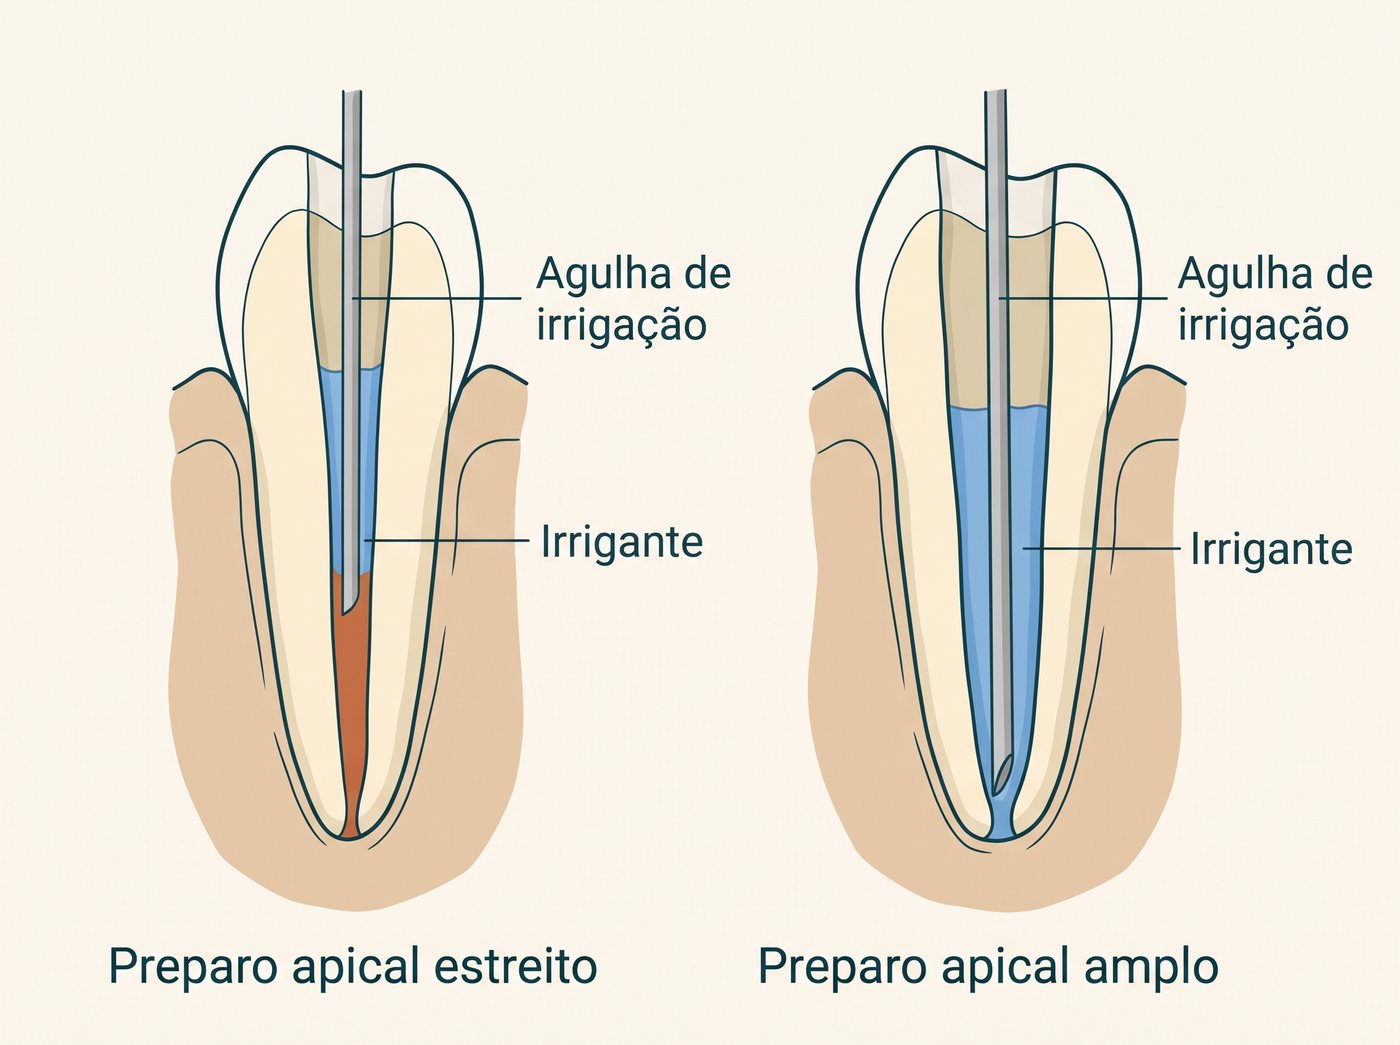 Agulha de
irrigação
Irrigante
Preparo apical estreito
Agulha de
irrigação
Irrigante
Preparo apical amplo